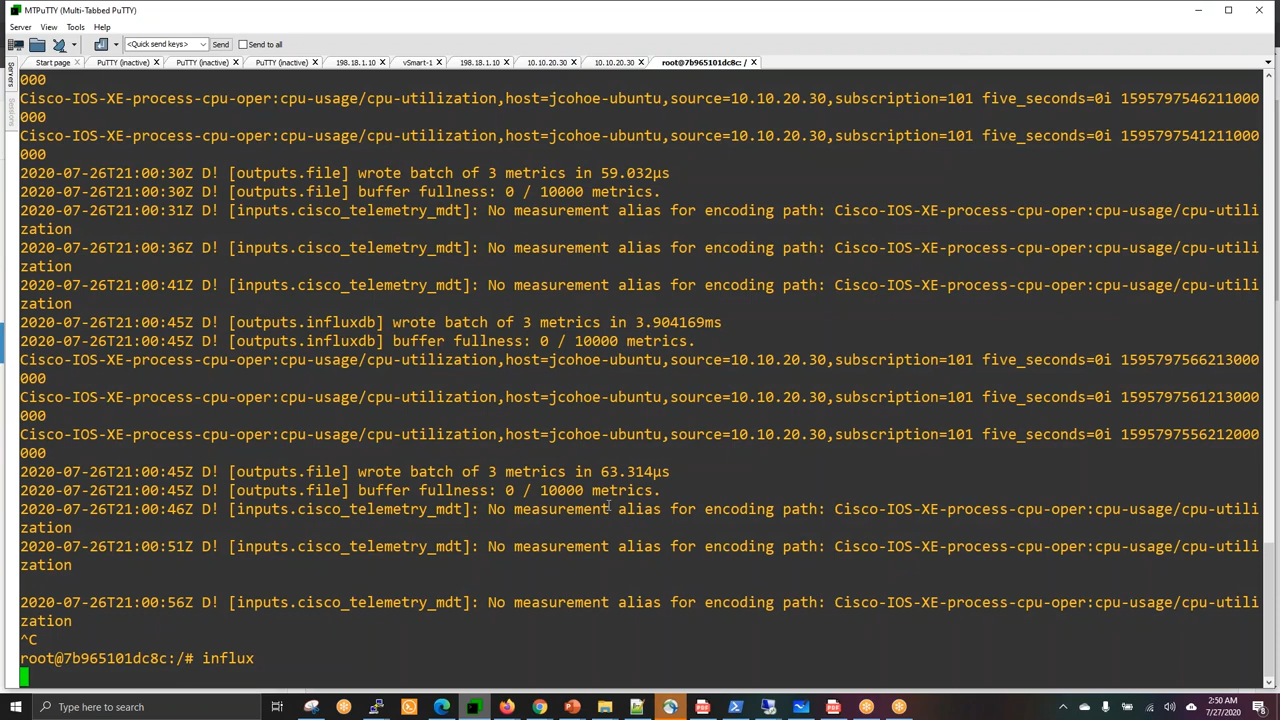 MTPuTTY (Multi-Tabbed PuTTY)
Server View Tools Help
<Quick send keys> Send Send to all
Start page PuTTY (inactive) PuTTY (inactive) PuTTY (inactive) 198.18.1.10 vSmart-1 198.18.1.10 10.10.20.30 10.10.20.30 root@7b965101dc8c: /
Servers
Sessions
000
Cisco-IOS-XE-process-cpu-oper:cpu-usage/cpu-utilization,host=jcohoe-ubuntu,source=10.10.20.30,subscription=101 five_seconds=0i 1595797546211000
000
Cisco-IOS-XE-process-cpu-oper:cpu-usage/cpu-utilization,host=jcohoe-ubuntu,source=10.10.20.30,subscription=101 five_seconds=0i 1595797541211000
000
2020-07-26T21:00:30Z D! [outputs.file] wrote batch of 3 metrics in 59.032µs
2020-07-26T21:00:30Z D! [outputs.file] buffer fullness: 0 / 10000 metrics.
2020-07-26T21:00:31Z D! [inputs.cisco_telemetry_mdt]: No measurement alias for encoding path: Cisco-IOS-XE-process-cpu-oper:cpu-usage/cpu-utili
zation
2020-07-26T21:00:36Z D! [inputs.cisco_telemetry_mdt]: No measurement alias for encoding path: Cisco-IOS-XE-process-cpu-oper:cpu-usage/cpu-utili
zation
2020-07-26T21:00:41Z D! [inputs.cisco_telemetry_mdt]: No measurement alias for encoding path: Cisco-IOS-XE-process-cpu-oper:cpu-usage/cpu-utili
zation
2020-07-26T21:00:45Z D! [outputs.influxdb] wrote batch of 3 metrics in 3.904169ms
2020-07-26T21:00:45Z D! [outputs.influxdb] buffer fullness: 0 / 10000 metrics.
Cisco-IOS-XE-process-cpu-oper:cpu-usage/cpu-utilization,host=jcohoe-ubuntu,source=10.10.20.30,subscription=101 five_seconds=0i 1595797566213000
000
Cisco-IOS-XE-process-cpu-oper:cpu-usage/cpu-utilization,host=jcohoe-ubuntu,source=10.10.20.30,subscription=101 five_seconds=0i 1595797561213000
000
Cisco-IOS-XE-process-cpu-oper:cpu-usage/cpu-utilization,host=jcohoe-ubuntu,source=10.10.20.30,subscription=101 five_seconds=0i 1595797556212000
000
2020-07-26T21:00:45Z D! [outputs.file] wrote batch of 3 metrics in 63.314µs
2020-07-26T21:00:45Z D! [outputs.file] buffer fullness: 0 / 10000 metrics.
2020-07-26T21:00:46Z D! [inputs.cisco_telemetry_mdt]: No measurement alias for encoding path: Cisco-IOS-XE-process-cpu-oper:cpu-usage/cpu-utili
zation
2020-07-26T21:00:51Z D! [inputs.cisco_telemetry_mdt]: No measurement alias for encoding path: Cisco-IOS-XE-process-cpu-oper:cpu-usage/cpu-utili
zation
2020-07-26T21:00:56Z D! [inputs.cisco_telemetry_mdt]: No measurement alias for encoding path: Cisco-IOS-XE-process-cpu-oper:cpu-usage/cpu-utili
zation
^C
root@7b965101dc8c:/# influx
Type here to search
2:50 AM
7/27/2020